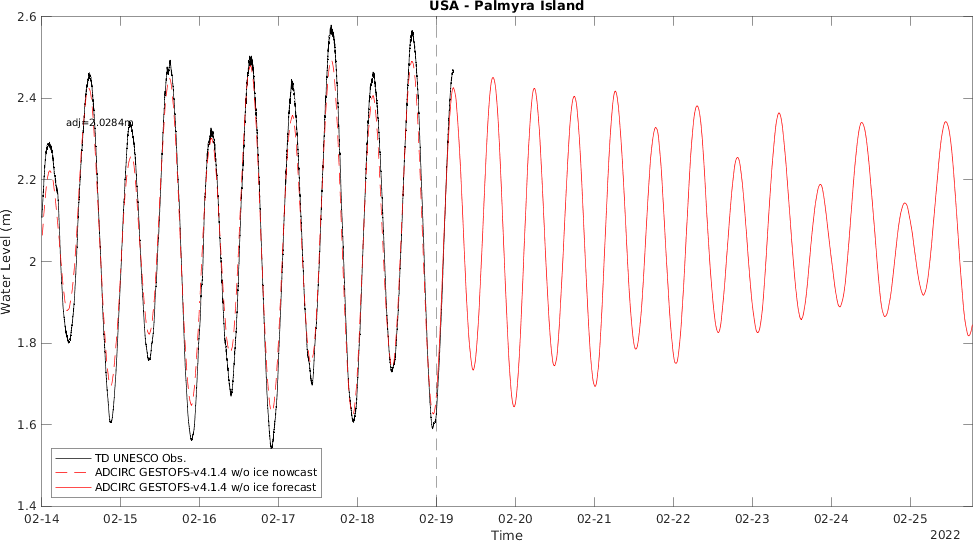 USA - Palmyra Island
2.6
2.4
2.2
2
1.8
1.6
1.4
Water Level (m)
adj=2.0284m
TD UNESCO Obs.
ADCIRC GESTOFS-v4.1.4 w/o ice nowcast
ADCIRC GESTOFS-v4.1.4 w/o ice forecast
02-14 02-15 02-16 02-17 02-18 02-19 02-20 02-21 02-22 02-23 02-24 02-25
Time
2022